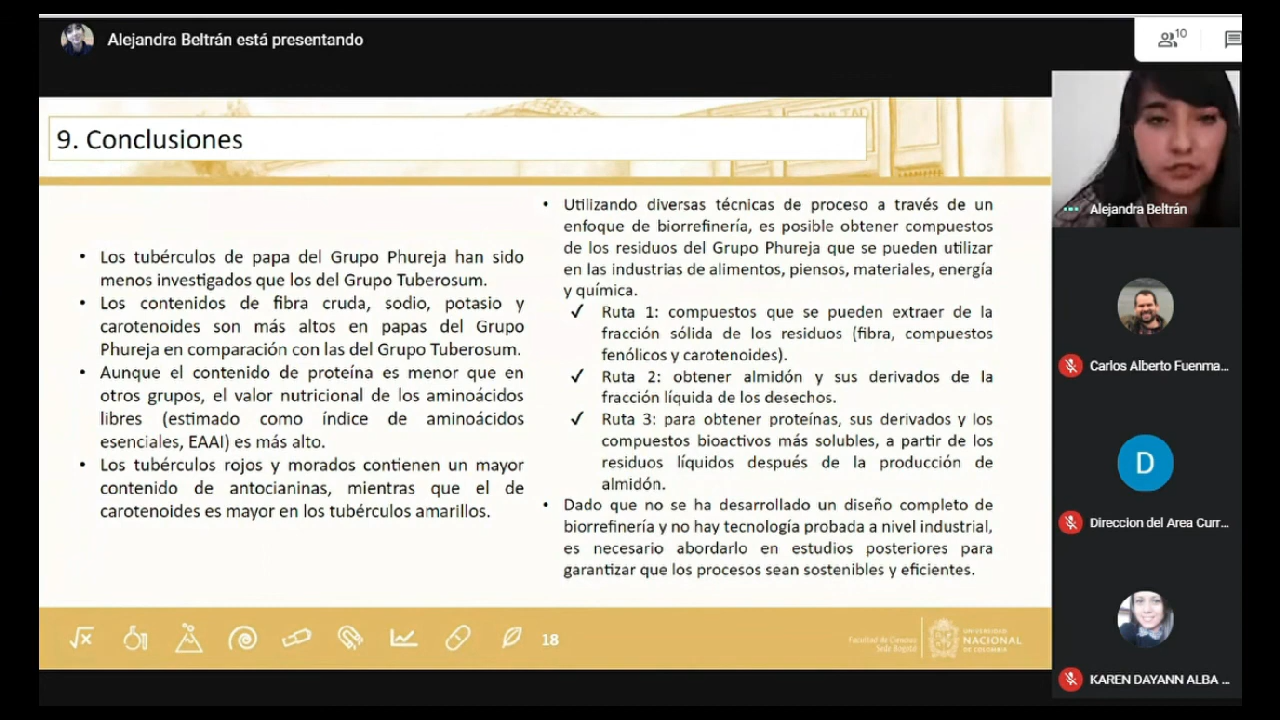 Alejandra Beltrán está presentando
10
9. Conclusiones
• Los tubérculos de papa del Grupo Phureja han sido
menos investigados que los del Grupo Tuberosum.
• Los contenidos de fibra cruda, sodio, potasio y
carotenoides son más altos en papas del Grupo
Phureja en comparación con las del Grupo Tuberosum.
• Aunque el contenido de proteína es menor que en
otros grupos, el valor nutricional de los aminoácidos
libres (estimado como índice de aminoácidos
esenciales, EAAI) es más alto.
• Los tubérculos rojos y morados contienen un mayor
contenido de antocianinas, mientras que el de
carotenoides es mayor en los tubérculos amarillos.
• Utilizando diversas técnicas de proceso a través de un
enfoque de biorrefinería, es posible obtener compuestos
de los residuos del Grupo Phureja que se pueden utilizar
en las industrias de alimentos, piensos, materiales, energía
y química.
✓ Ruta 1: compuestos que se pueden extraer de la
fracción sólida de los residuos (fibra, compuestos
fenólicos y carotenoides).
✓ Ruta 2: obtener almidón y sus derivados de la
fracción líquida de los desechos.
✓ Ruta 3: para obtener proteínas, sus derivados y los
compuestos bioactivos más solubles, a partir de los
residuos líquidos después de la producción de
almidón.
• Dado que no se ha desarrollado un diseño completo de
biorrefinería y no hay tecnología probada a nivel industrial,
es necesario abordarlo en estudios posteriores para
garantizar que los procesos sean sostenibles y eficientes.
√x
18
Facultad de Ciencias
Sede Bogotá
UNIVERSIDAD
NACIONAL
DE COLOMBIA
Alejandra Beltrán
Carlos Alberto Fuenma...
D
Direccion del Area Curr...
KAREN DAYANN ALBA ...